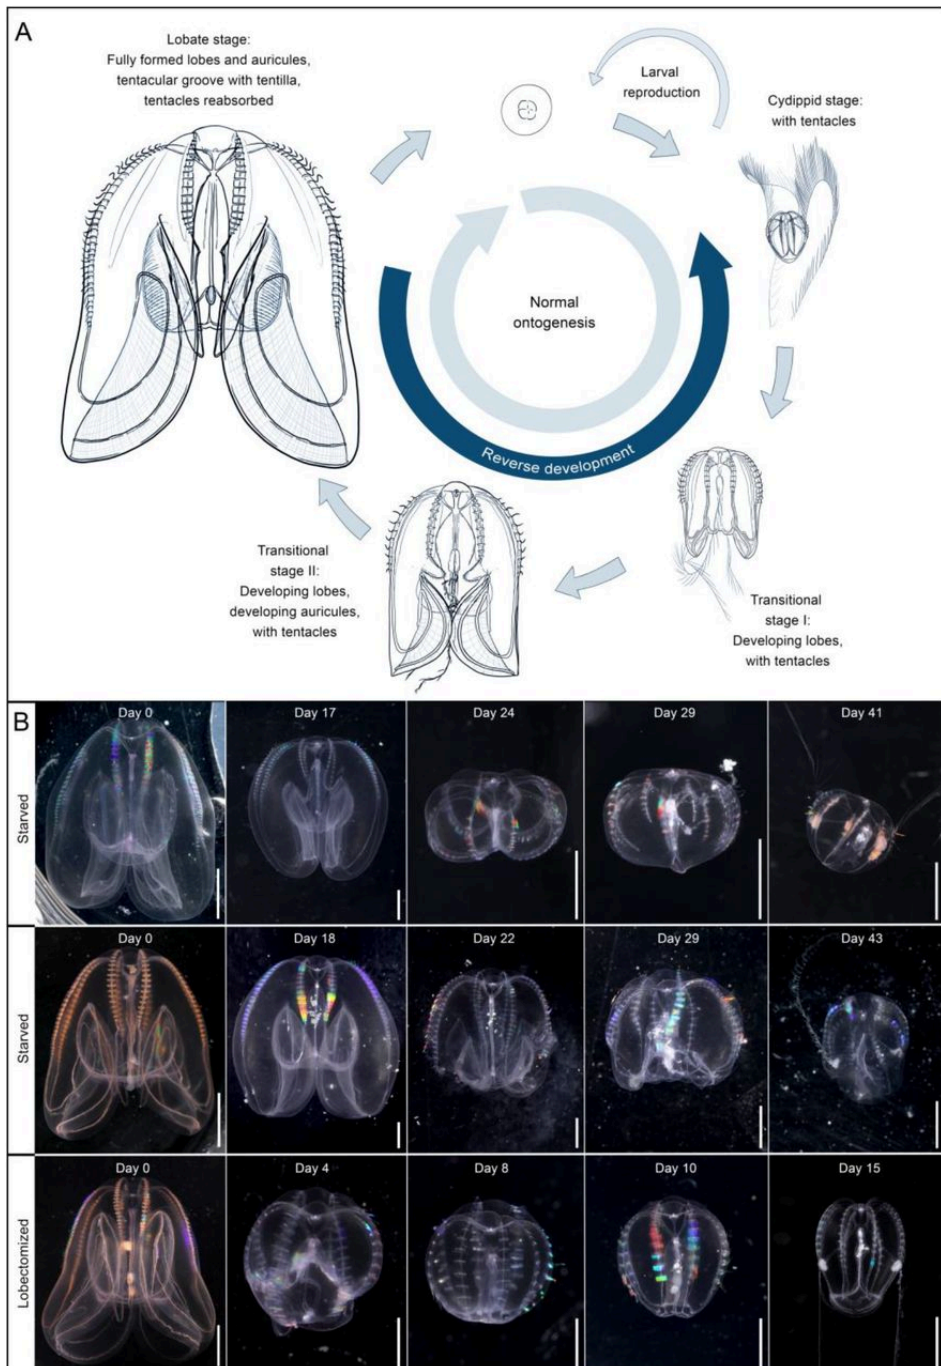 A
Lobate stage:
Fully formed lobes and auricules,
tentacular groove with tentilla,
tentacles reabsorbed
Larval
reproduction
Cydippid stage:
with tentacles
Normal
ontogenesis
Reverse development
Transitional
stage II:
Developing lobes,
developing auricules,
with tentacles
Transitional
stage I:
Developing lobes,
with tentacles
B
Starved
Day 0
Day 17
Day 24
Day 29
Day 41
Starved
Day 0
Day 18
Day 22
Day 29
Day 43
Lobectomized
Day 0
Day 4
Day 8
Day 10
Day 15